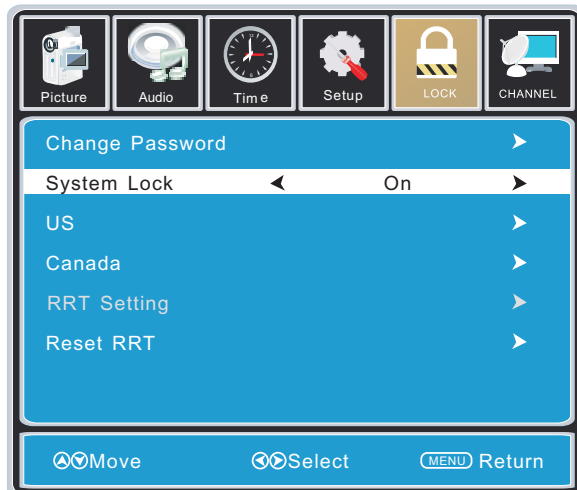 Picture Audio Time Setup LOCK CHANNEL
Change Password
System Lock On
US
Canada
RRT Setting
Reset RRT
Move Select MENU Return